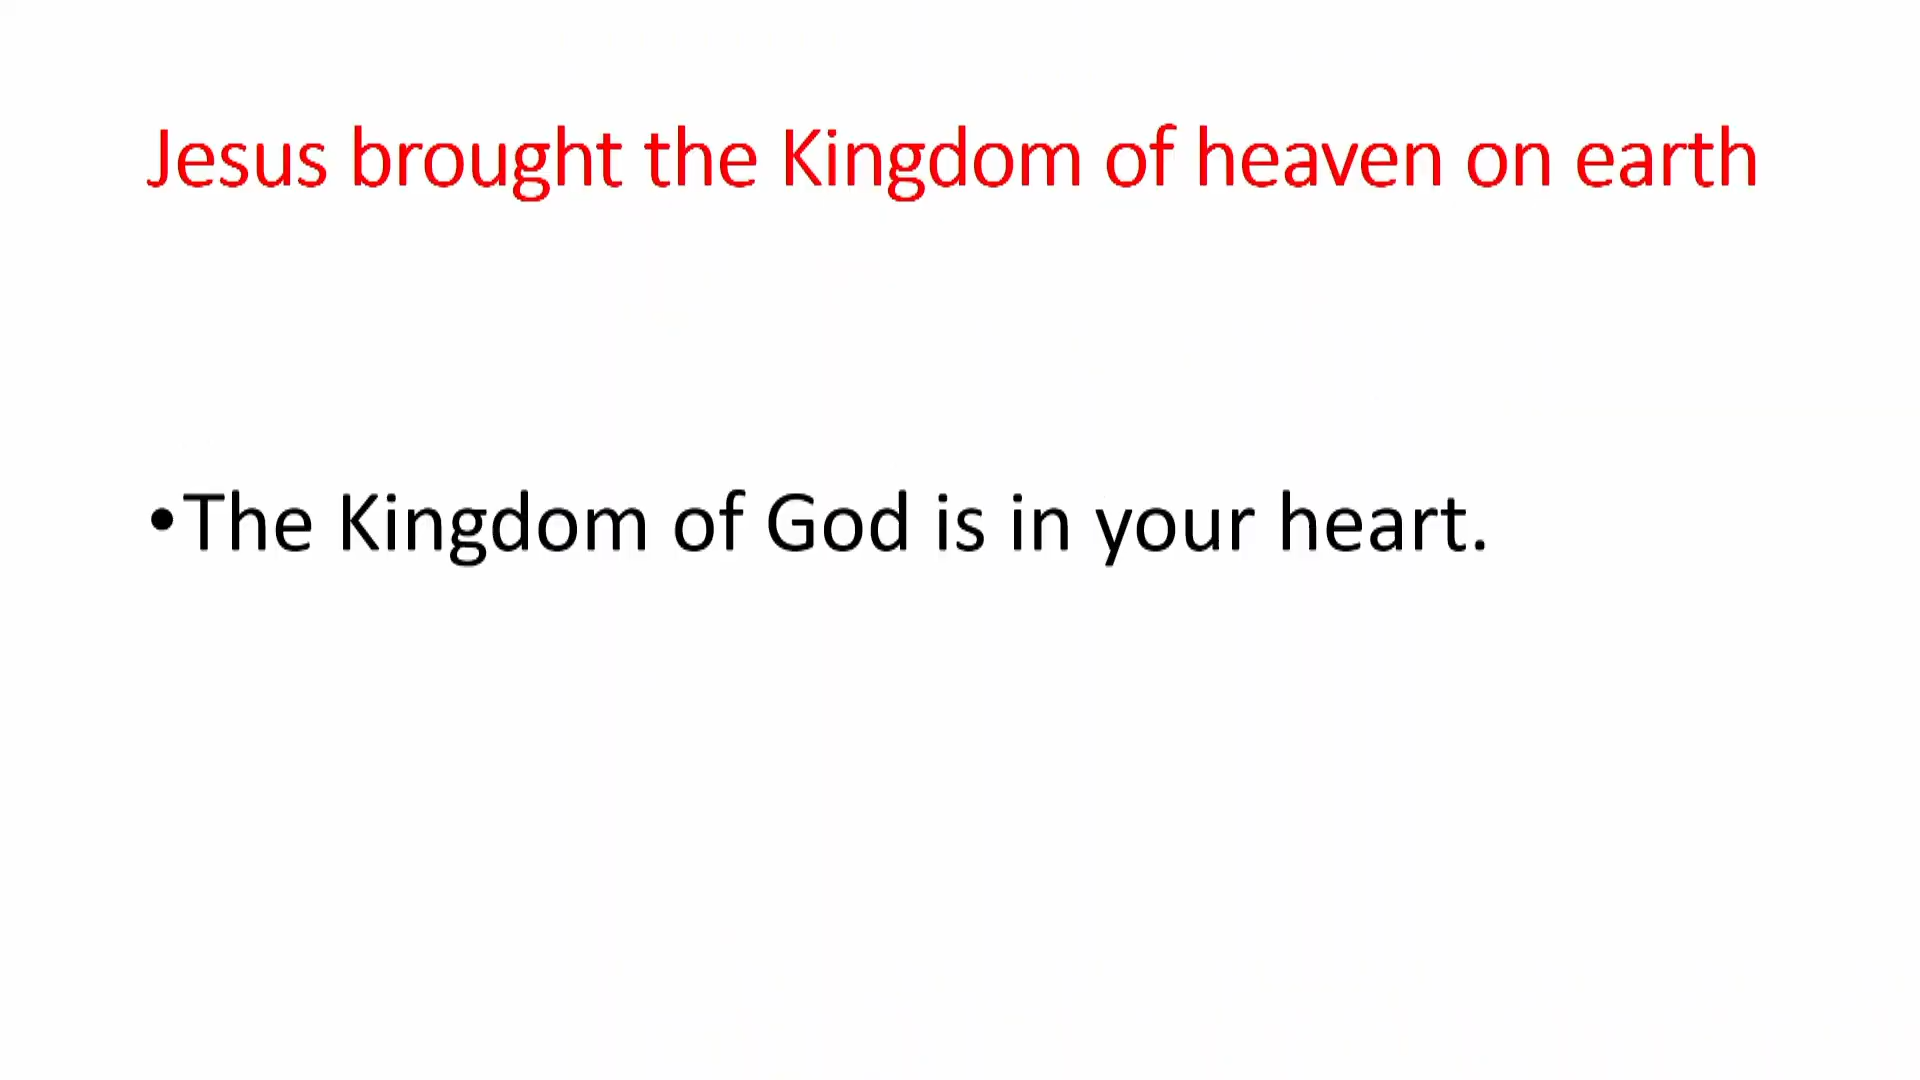 Jesus brought the Kingdom of heaven on earth
•The Kingdom of God is in your heart.